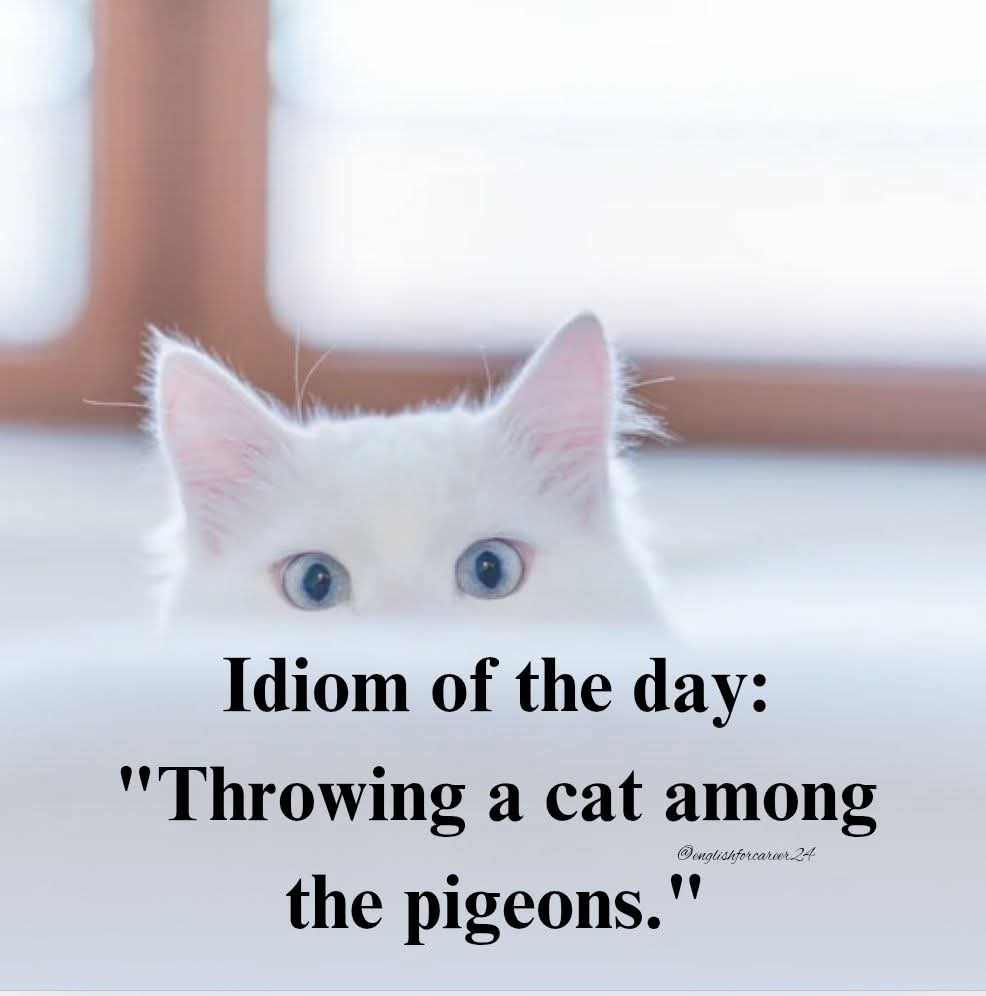 Idiom of the day:
"Throwing a cat among
@englishforcareer24
the pigeons."